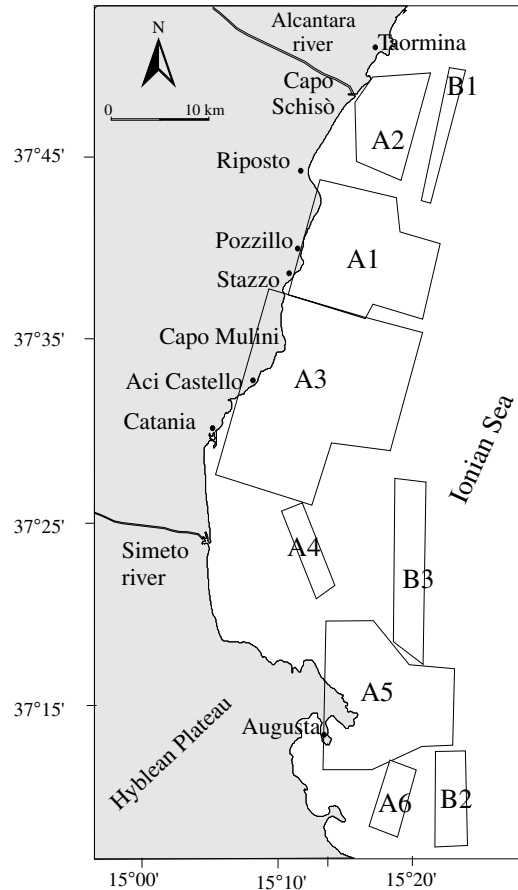 Alcantara
river
N
Taormina
Capo
Schisò
B1
0
10 km
A2
37°45'
Riposto
Pozzillo
A1
Stazzo
37°35'
Capo Mulini
A3
Aci Castello
Catania
Ionian Sea
37°25'
Simeto
river
A4
B3
A5
37°15'
Augusta
Hyblean Plateau
A6
B2
15°00'
15°10'
15°20'